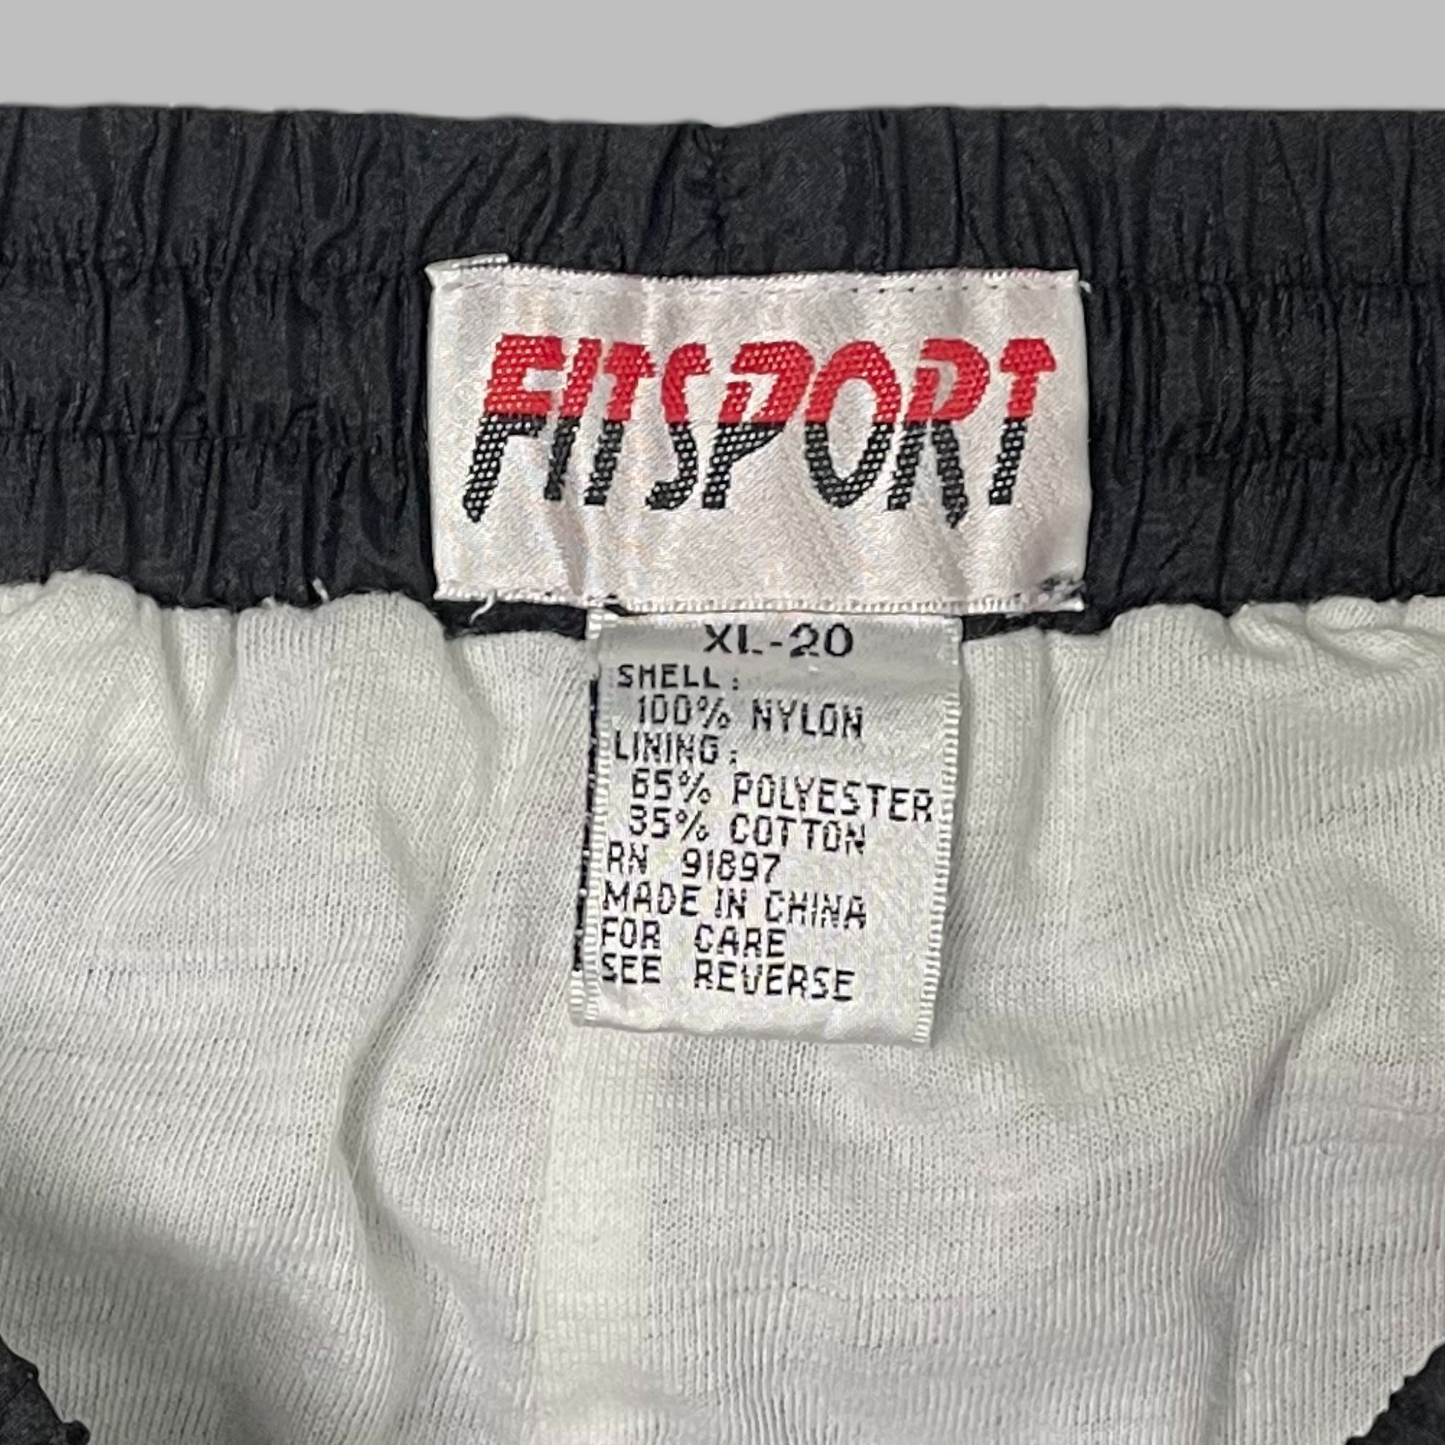 FITSPORT
XL-20
SHELL:
100% NYLON
LINING:
65% POLYESTER
35% COTTON
RN 91897
MADE IN CHINA
FOR CARE
SEE REVERSE